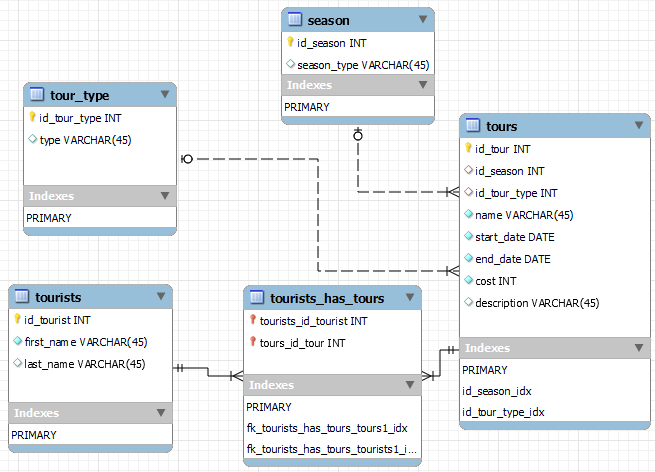 season
id_season INT
season_type VARCHAR(45)
Indexes
PRIMARY
tour_type
id_tour_type INT
type VARCHAR(45)
Indexes
PRIMARY
tours
id_tour INT
id_season INT
id_tour_type INT
name VARCHAR(45)
start_date DATE
end_date DATE
cost INT
description VARCHAR(45)
Indexes
PRIMARY
id_season_idx
id_tour_type_idx
tourists
id_tourist INT
first_name VARCHAR(45)
last_name VARCHAR(45)
Indexes
PRIMARY
tourists_has_tours
tourists_id_tourist INT
tours_id_tour INT
Indexes
PRIMARY
fk_tourists_has_tours_tours1_idx
fk_tourists_has_tours_tourists1_i...